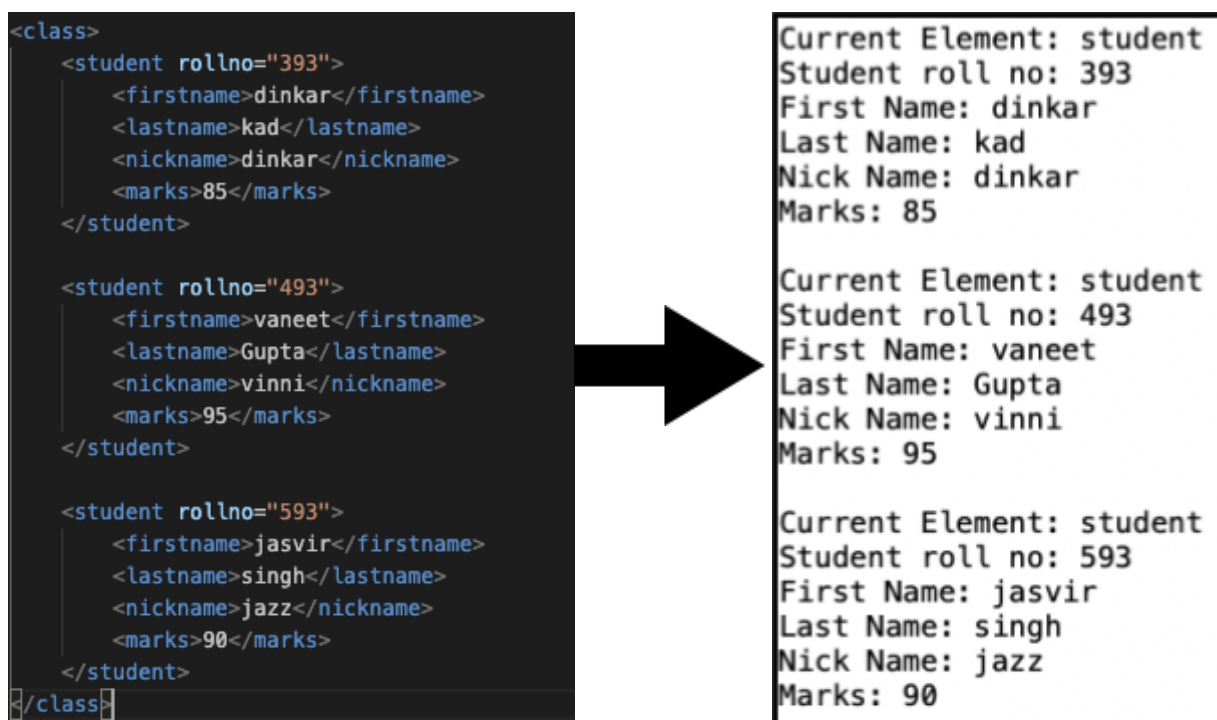 <class>
<student rollno="393">
<firstname>dinkar</firstname>
<lastname>kad</lastname>
<nickname>dinkar</nickname>
<marks>85</marks>
</student>
<student rollno="493">
<firstname>vaneet</firstname>
<lastname>Gupta</lastname>
<nickname>vinni</nickname>
<marks>95</marks>
</student>
<student rollno="593">
<firstname>jasvir</firstname>
<lastname>singh</lastname>
<nickname>jazz</nickname>
<marks>90</marks>
</student>
</class>
Current Element: student
Student roll no: 393
First Name: dinkar
Last Name: kad
Nick Name: dinkar
Marks: 85
Current Element: student
Student roll no: 493
First Name: vaneet
Last Name: Gupta
Nick Name: vinni
Marks: 95
Current Element: student
Student roll no: 593
First Name: jasvir
Last Name: singh
Nick Name: jazz
Marks: 90